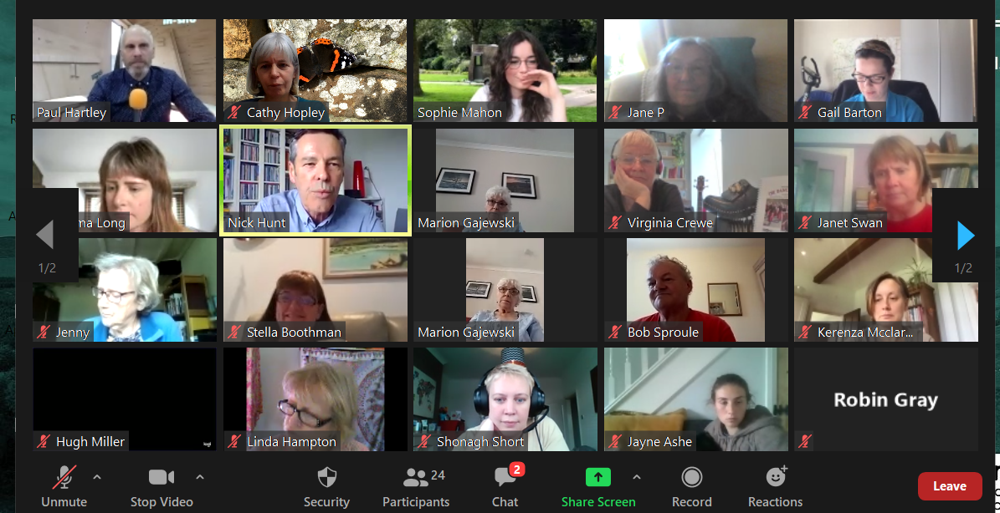 Paul Hartley
Cathy Hopley
Sophie Mahon
Jane P
Gail Barton
ma Long
Nick Hunt
Marion Gajewski
Virginia Crewe
Janet Swan
1/2
1/2
Jenny
Stella Boothman
Marion Gajewski
Bob Sproule
Kerenza Mcclar...
Hugh Miller
Linda Hampton
Shonagh Short
Jayne Ashe
Robin Gray
24
2
Unmute
Stop Video
Security
Participants
Chat
Share Screen
Record
Reactions
Leave